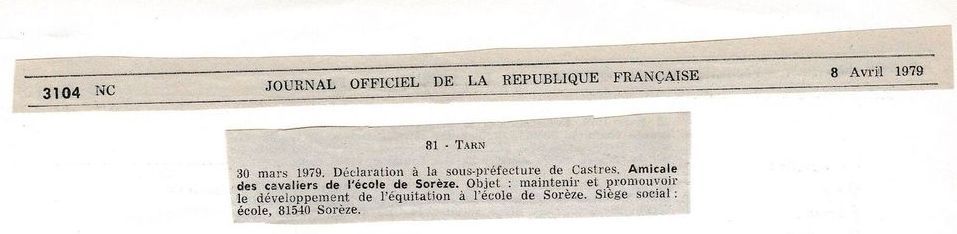 3104 NC JOURNAL OFFICIEL DE LA REPUBLIQUE FRANÇAISE 8 Avril 1979
81 - TARN
30 mars 1979. Déclaration à la sous-préfecture de Castres. Amicale
des cavaliers de l'école de Sorèze. Objet : maintenir et promouvoir
le développement de l'équitation à l'école de Sorèze. Siège social :
école, 81540 Sorèze.